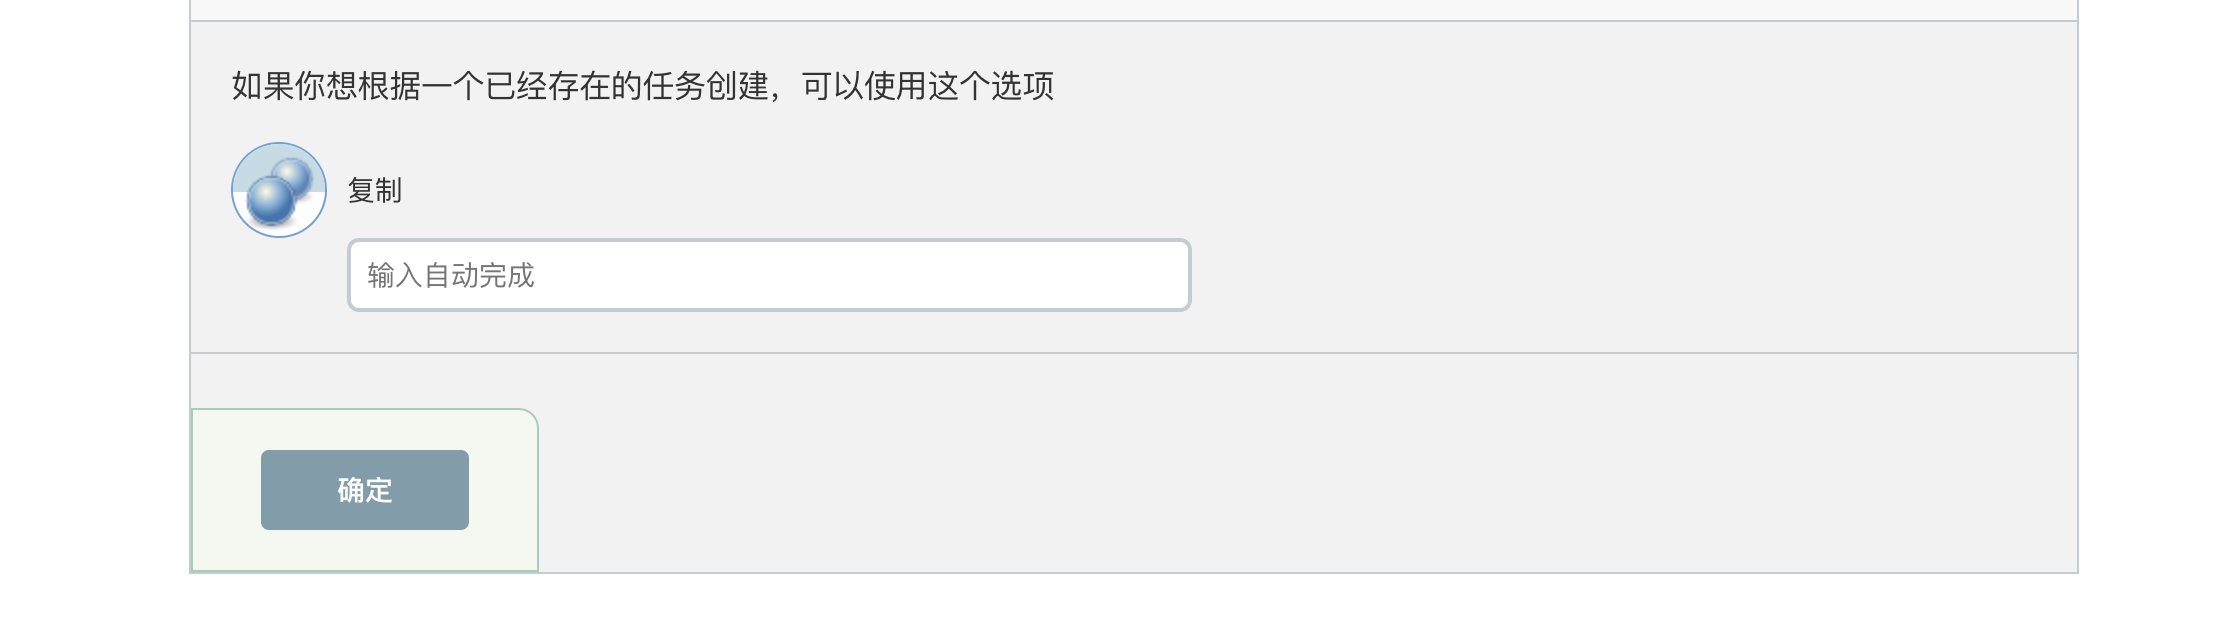 如果你想根据一个已经存在的任务创建，可以使用这个选项
复制
输入自动完成
确定